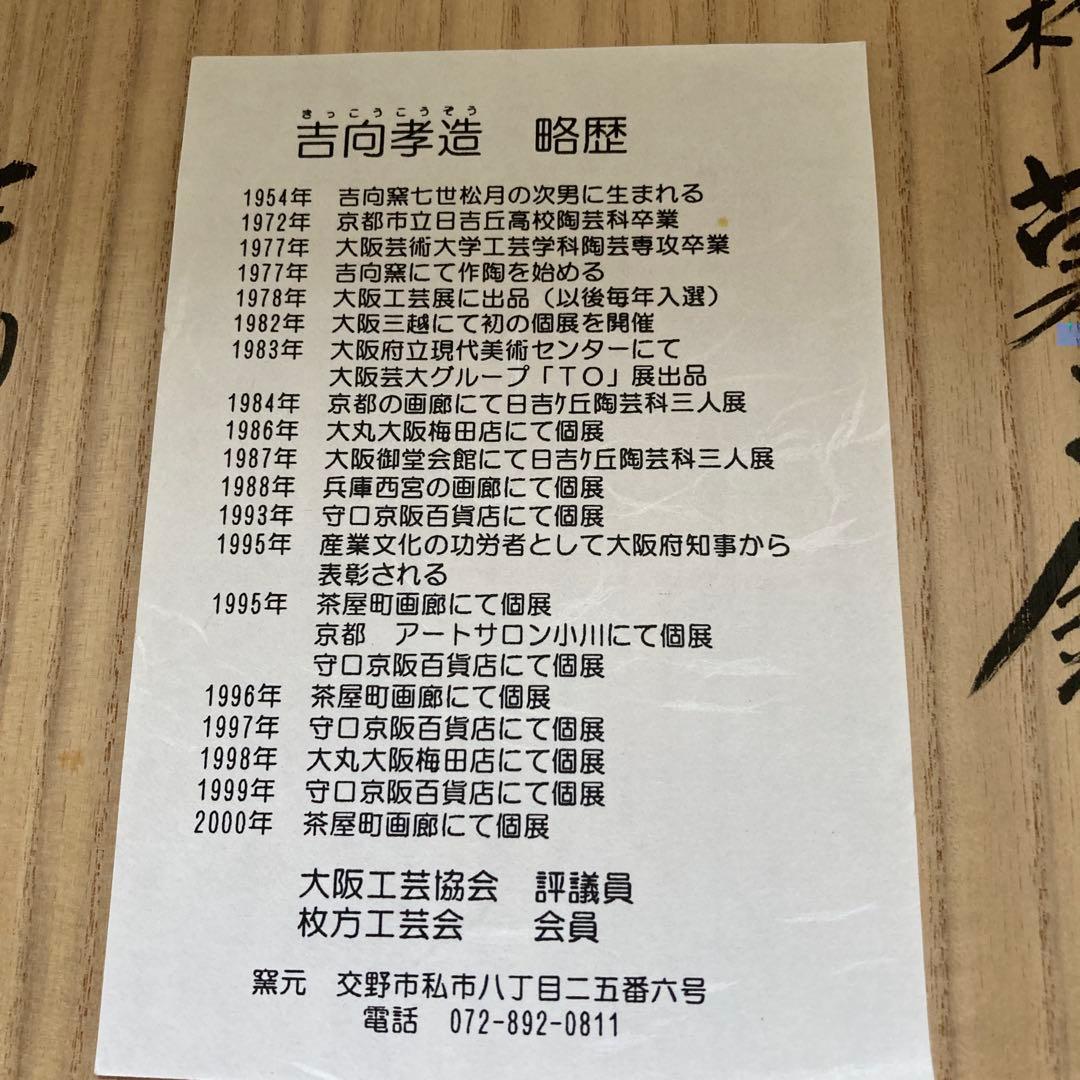 きっこうこうぞう
吉向孝造　略歴
1954年　吉向窯七世松月の次男に生まれる
1972年　京都市立日吉丘高校陶芸科卒業
1977年　大阪芸術大学工芸学科陶芸専攻卒業
1977年　吉向窯にて作陶を始める
1978年　大阪工芸展に出品（以後毎年入選）
1982年　大阪三越にて初の個展を開催
1983年　大阪府立現代美術センターにて
大阪芸大グループ「ＴＯ」展出品
1984年　京都の画廊にて日吉ｹ丘陶芸科三人展
1986年　大丸大阪梅田店にて個展
1987年　大阪御堂会館にて日吉ｹ丘陶芸科三人展
1988年　兵庫西宮の画廊にて個展
1993年　守口京阪百貨店にて個展
1995年　産業文化の功労者として大阪府知事から
表彰される
1995年　茶屋町画廊にて個展
京都　アートサロン小川にて個展
守口京阪百貨店にて個展
1996年　茶屋町画廊にて個展
1997年　守口京阪百貨店にて個展
1998年　大丸大阪梅田店にて個展
1999年　守口京阪百貨店にて個展
2000年　茶屋町画廊にて個展
大阪工芸協会　評議員
枚方工芸会　　会員
窯元　交野市私市八丁目二五番六号
電話　072-892-0811